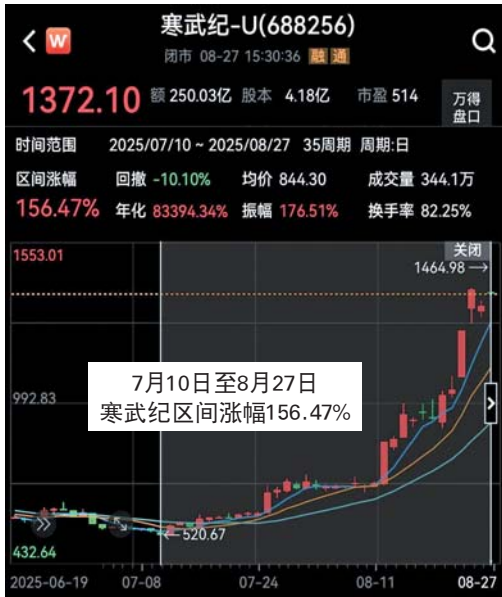 寒武纪-U(688256)
W
闭市 08-27 15:30:36 融 通
1372.10 额 250.03亿 股本 4.18亿 市盈 514 万得
盘口
时间范围 2025/07/10 ~ 2025/08/27 35周期 周期:日
区间涨幅 回撤 -10.10% 均价 844.30 成交量 344.1万
156.47% 年化 83394.34% 振幅 176.51% 换手率 82.25%
关闭
1553.01
1464.98
7月10日至8月27日
992.83
寒武纪区间涨幅156.47%
520.67
432.64
2025-06-19 07-08 07-24 08-11 08-27